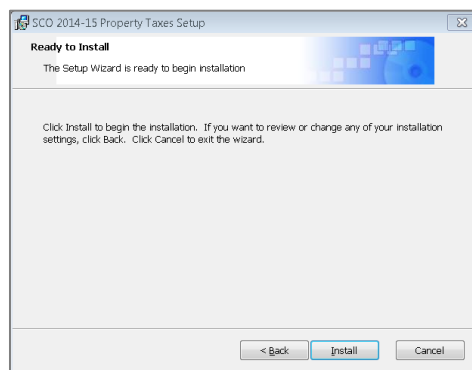 SCO 2014-15 Property Taxes Setup
Ready to Install
The Setup Wizard is ready to begin installation
Click Install to begin the installation. If you want to review or change any of your installation
settings, click Back. Click Cancel to exit the wizard.
< Back Install Cancel